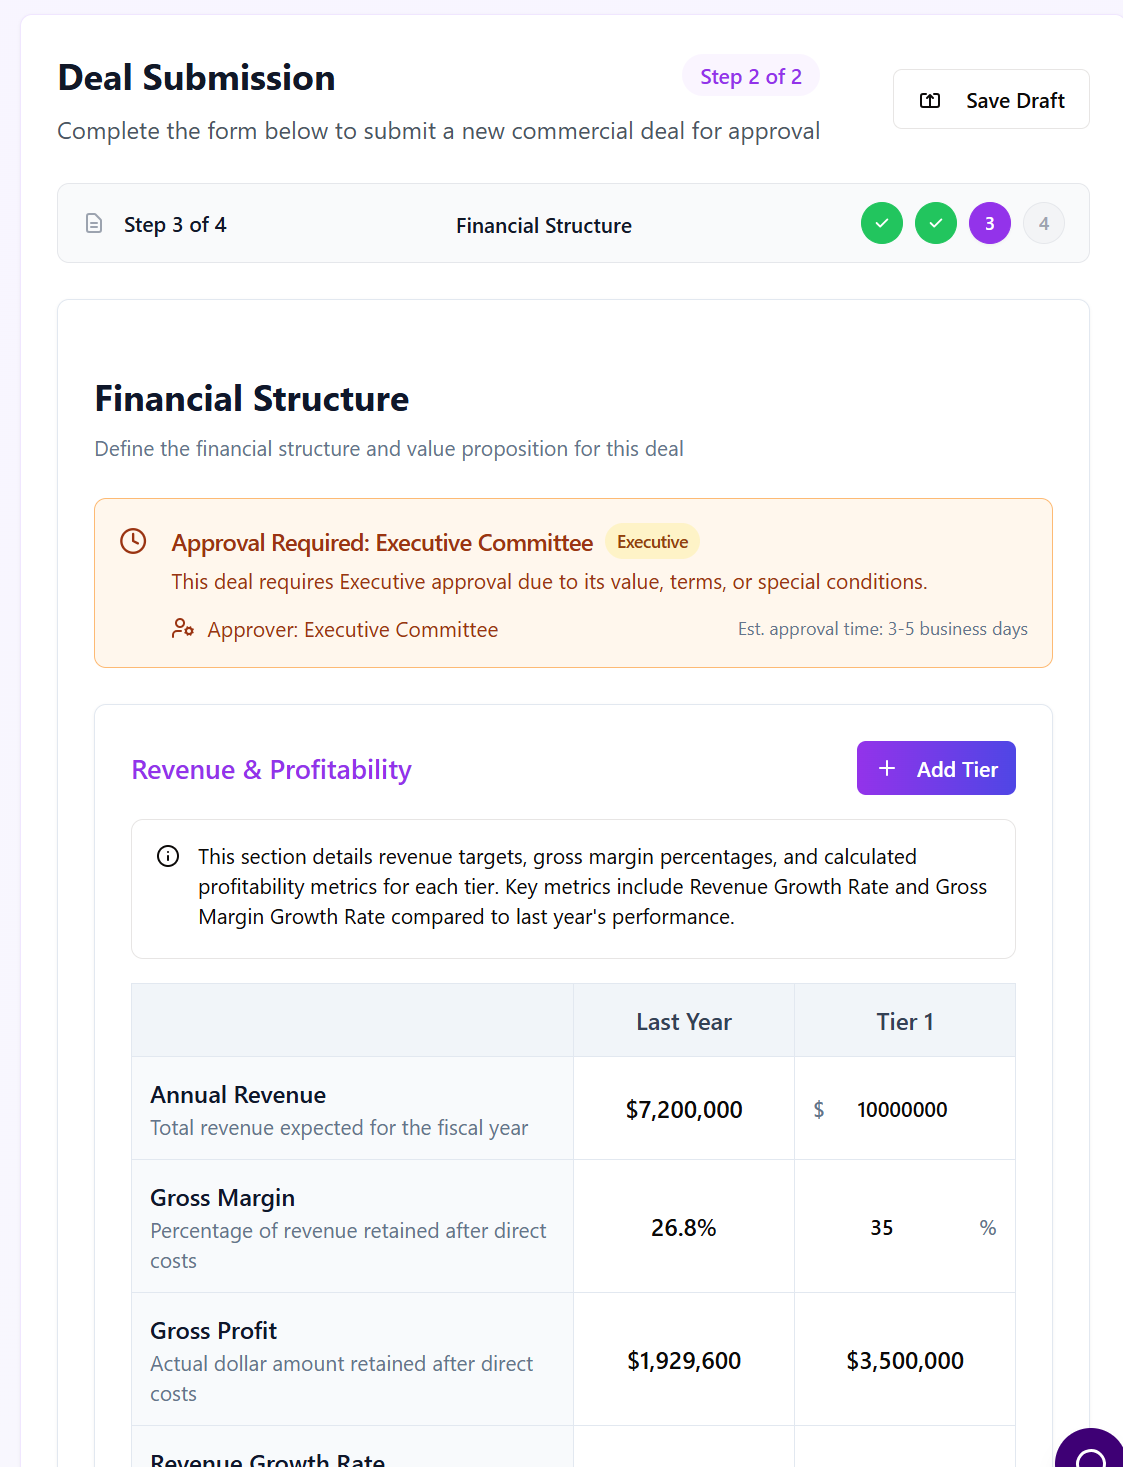 Deal Submission
Step 2 of 2
Save Draft
Complete the form below to submit a new commercial deal for approval
Step 3 of 4
Financial Structure
3
4
Financial Structure
Define the financial structure and value proposition for this deal
Approval Required: Executive Committee
Executive
This deal requires Executive approval due to its value, terms, or special conditions.
Approver: Executive Committee
Est. approval time: 3-5 business days
Revenue & Profitability
Add Tier
This section details revenue targets, gross margin percentages, and calculated
profitability metrics for each tier. Key metrics include Revenue Growth Rate and Gross
Margin Growth Rate compared to last year's performance.
Last Year
Tier 1
Annual Revenue
Total revenue expected for the fiscal year
$7,200,000
$ 10000000
Gross Margin
Percentage of revenue retained after direct
costs
26.8%
35 %
Gross Profit
Actual dollar amount retained after direct
costs
$1,929,600
$3,500,000
Revenue Growth Rate